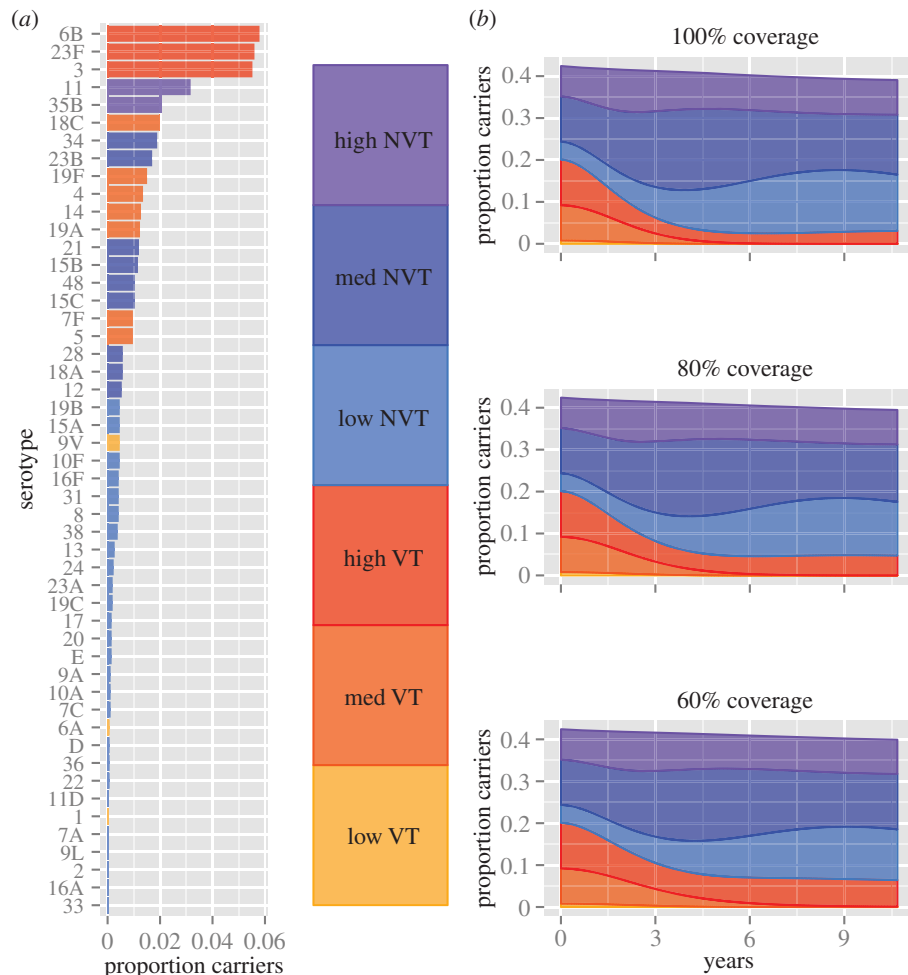 (a)
serotype
6B
23F
3
11
35B
18C
34
23B
19F
4
14
19A
21
15B
48
15C
7F
5
28
18A
12
19B
15A
9V
10F
16F
31
8
38
13
24
23A
19C
17
20
E
9A
10A
7C
6A
D
36
22
11D
1
7A
9L
2
16A
33
0 0.02 0.04 0.06
proportion carriers
high NVT
med NVT
low NVT
high VT
med VT
low VT
(b)
100% coverage
proportion carriers
0.4
0.3
0.2
0.1
0
80% coverage
proportion carriers
0.4
0.3
0.2
0.1
0
60% coverage
proportion carriers
0.4
0.3
0.2
0.1
0
0 3 6 9
years